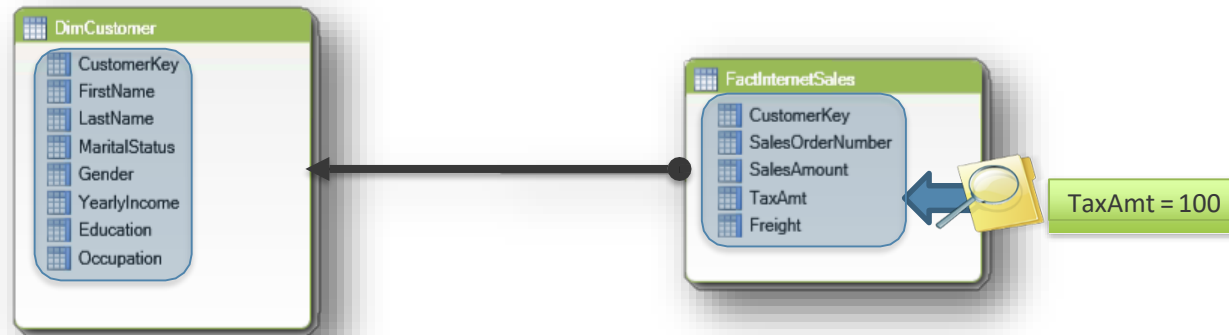 DimCustomer
CustomerKey
FirstName
LastName
MaritalStatus
Gender
YearlyIncome
Education
Occupation
FactInternetSales
CustomerKey
SalesOrderNumber
SalesAmount
TaxAmt
Freight
TaxAmt = 100